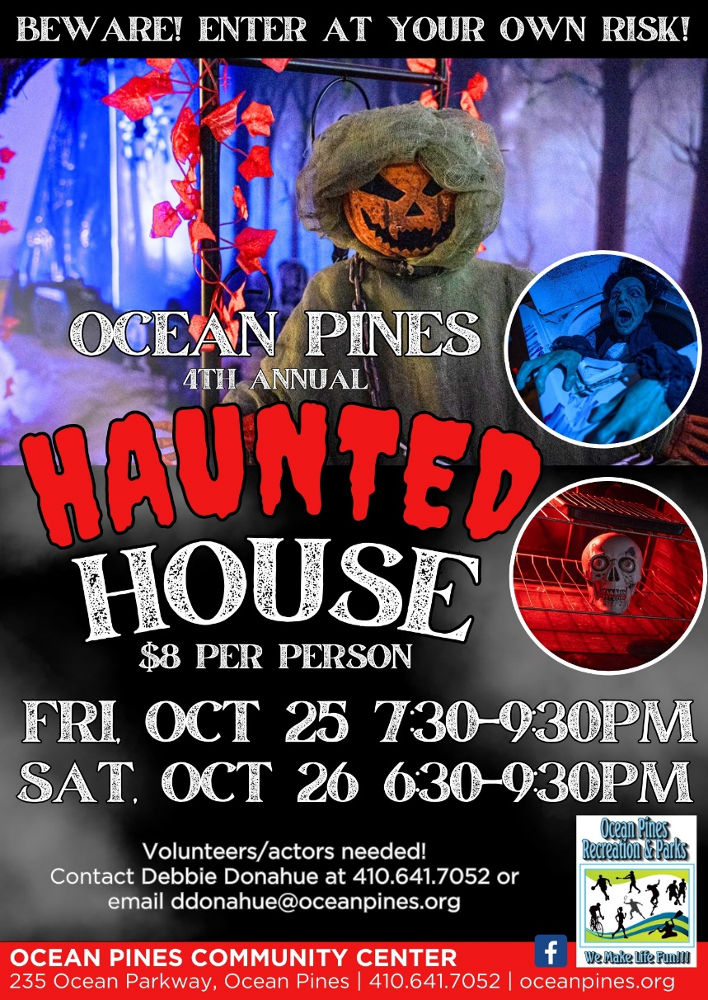 BEWARE! ENTER AT YOUR OWN RISK!
OCEAN PINES
4TH ANNUAL
HAUNTED
HOUSE
$8 PER PERSON
FRI, OCT 25 7:30-9:30PM
SAT, OCT 26 6:30-9:30PM
Volunteers/actors needed!
Contact Debbie Donahue at 410.641.7052 or
email ddonahue@oceanpines.org
Ocean Pines
Recreation & Parks
We Make Life Fun!!!
OCEAN PINES COMMUNITY CENTER
235 Ocean Parkway, Ocean Pines | 410.641.7052 | oceanpines.org